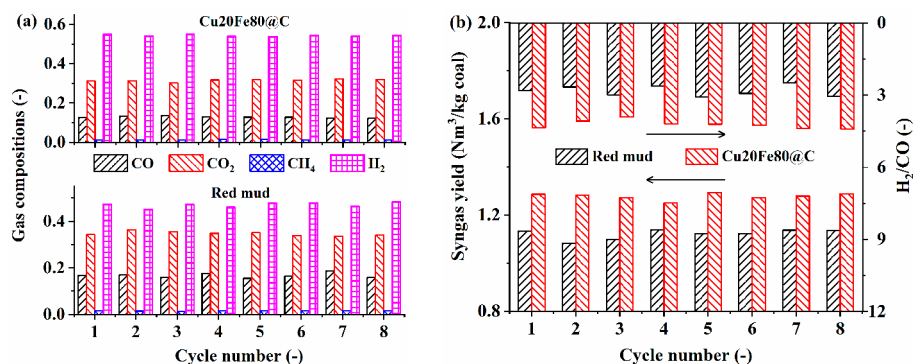 (a)
Cu20Fe80@C
0.6
0.4
0.2
0.0
CO
CO2
CH4
H2
Red mud
0.4
0.2
0.0
1 2 3 4 5 6 7 8
Cycle number (-)
Gas compositions (-)
(b)
2.0
1.6
1.2
0.8
Syngas yield (Nm³/kg coal)
Red mud
Cu20Fe80@C
0
3
6
9
12
H2/CO (-)
1 2 3 4 5 6 7 8
Cycle number (-)